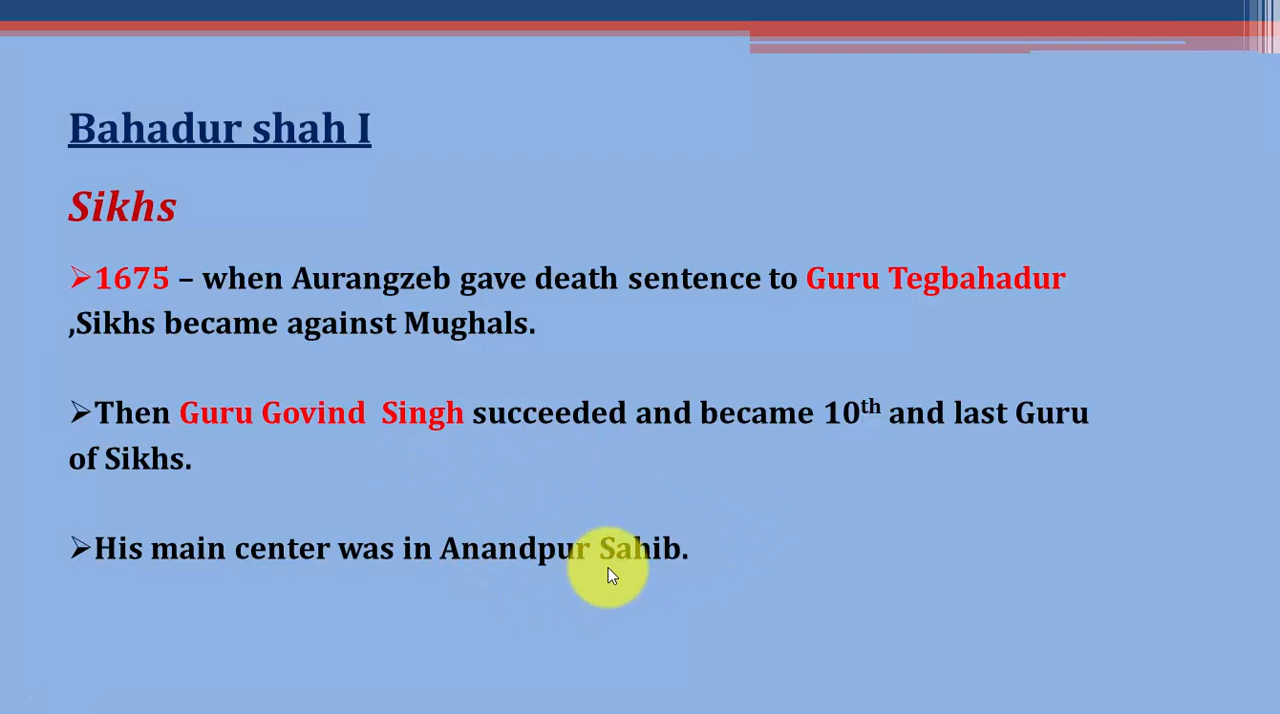 Bahadur shah I
Sikhs
➢1675 – when Aurangzeb gave death sentence to Guru Tegbahadur
,Sikhs became against Mughals.
➢Then Guru Govind  Singh succeeded and became 10th and last Guru
of Sikhs.
➢His main center was in Anandpur Sahib.